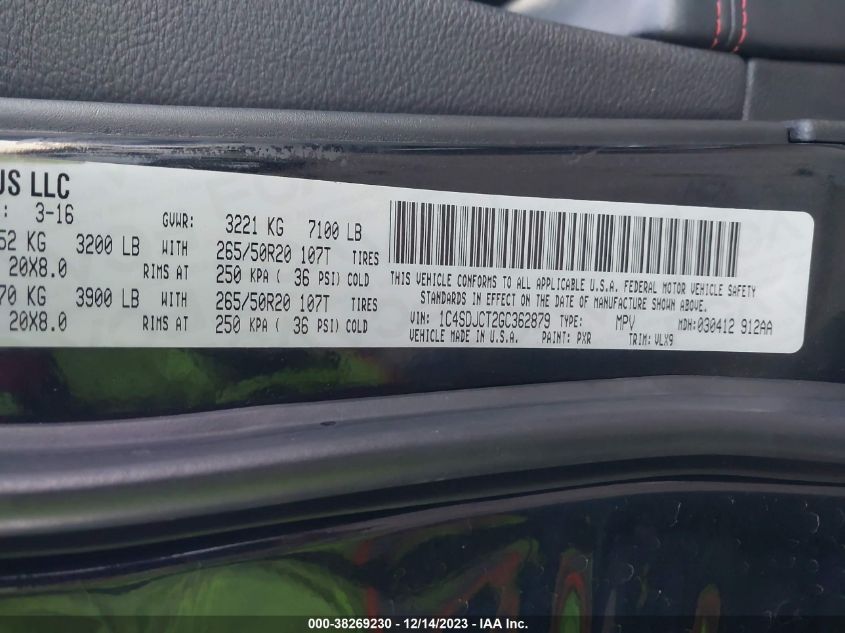 US LLC
: 3-16 GVWR: 3221 KG 7100 LB
52 KG 3200 LB WITH 265/50R20 107T TIRES
20X8.0 RIMS AT 250 KPA ( 36 PSI) COLD
70 KG 3900 LB WITH 265/50R20 107T TIRES
20X8.0 RIMS AT 250 KPA ( 36 PSI) COLD
THIS VEHICLE CONFORMS TO ALL APPLICABLE U.S.A. FEDERAL MOTOR VEHICLE SAFETY
STANDARDS IN EFFECT ON THE DATE OF MANUFACTURE SHOWN ABOVE.
VIN: 1C4SDJCT2GC362879 TYPE: MPV MDH:030412 912AA
VEHICLE MADE IN U.S.A. PAINT: PXR TRIM: VLX9
000-38269230 - 12/14/2023 - IAA Inc.